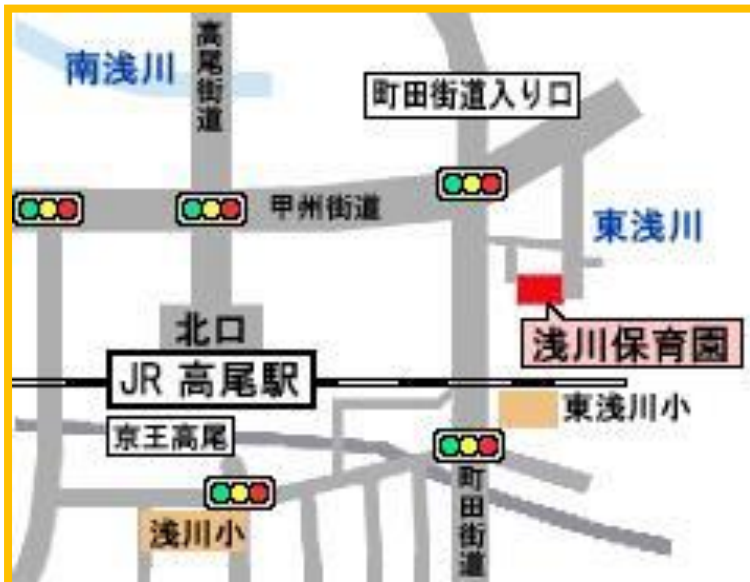 高尾街道
南浅川
町田街道入り口
甲州街道
東浅川
北口
浅川保育園
JR 高尾駅
東浅川小
京王高尾
町田街道
浅川小